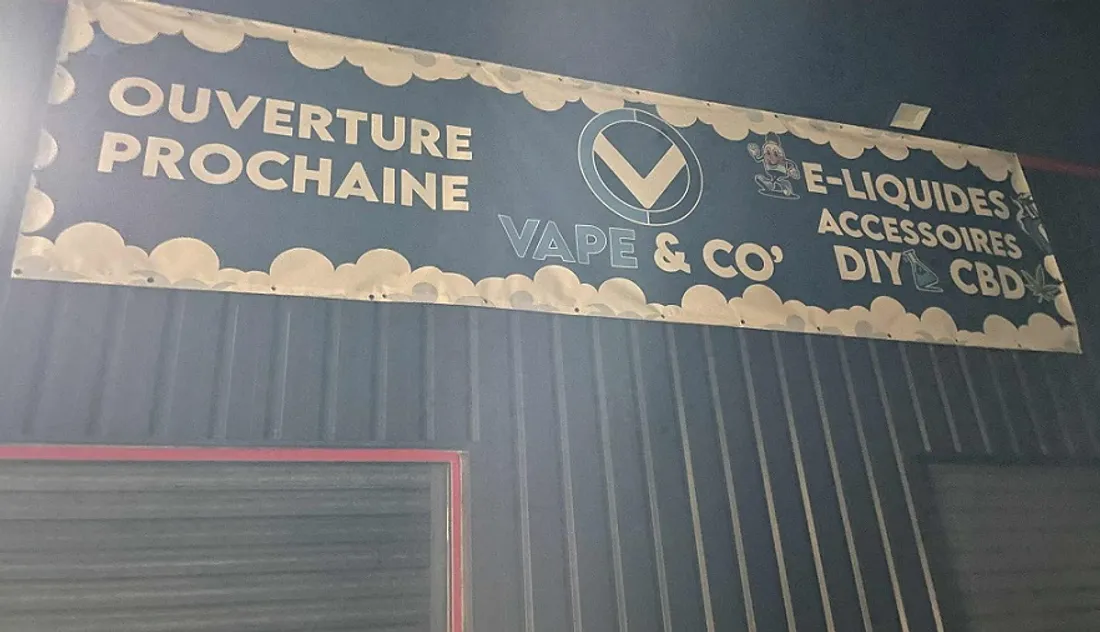 OUVERTURE
PROCHAINE
V
VAPE & CO'
E-LIQUIDES
ACCESSOIRES
DIY CBD